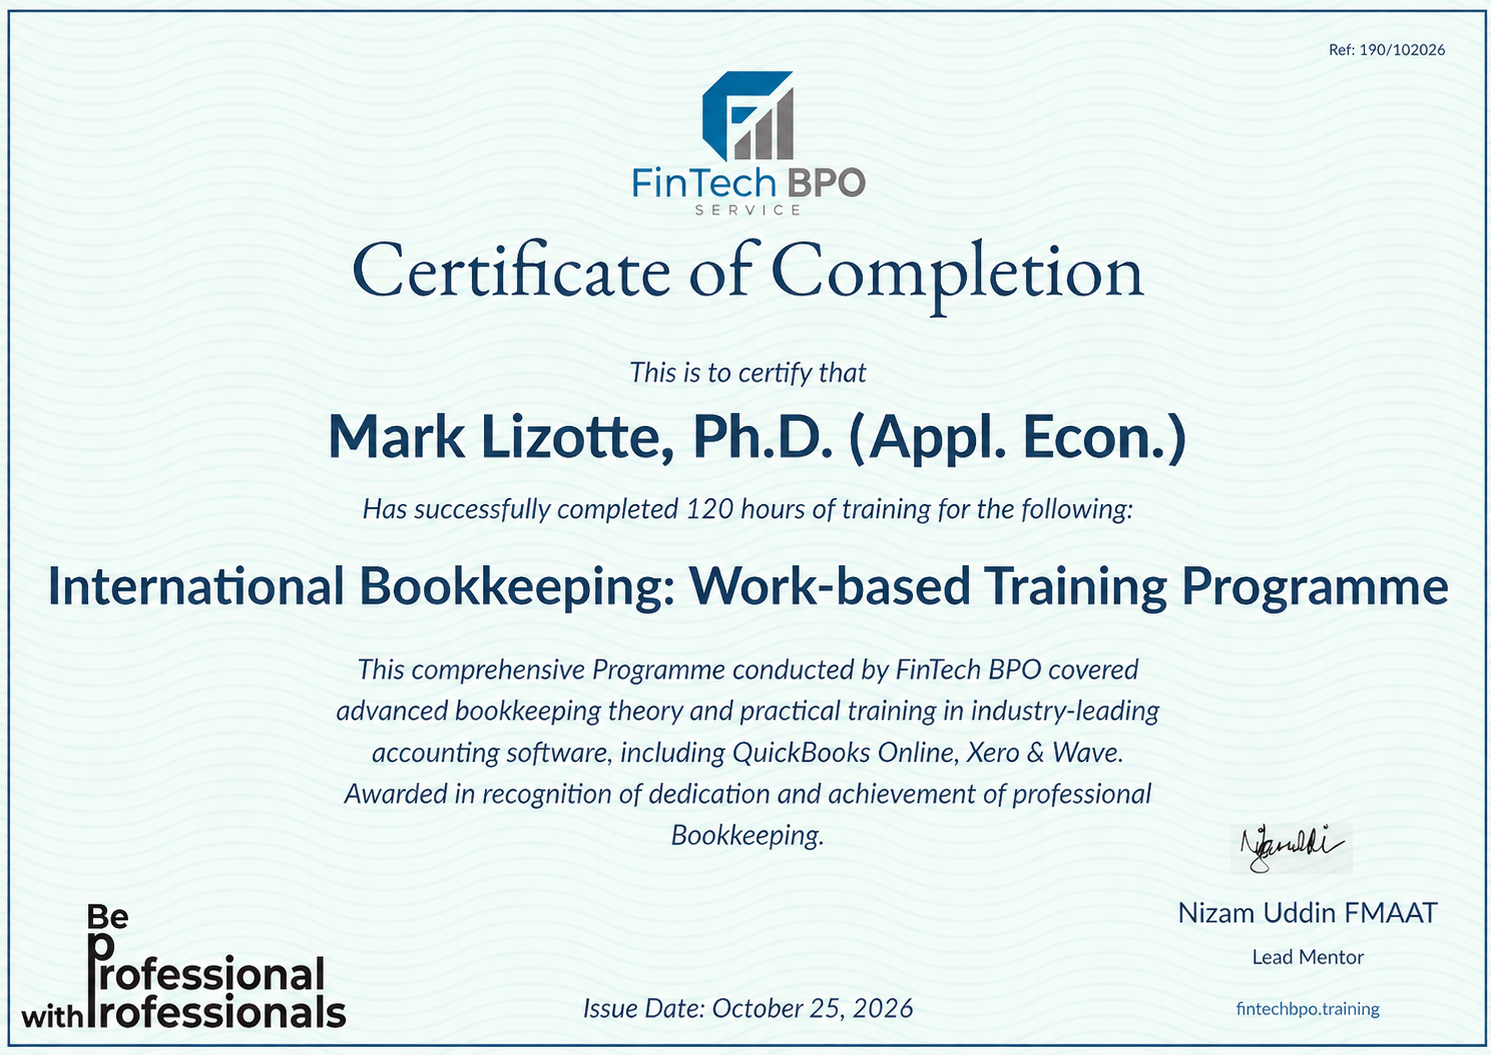 Ref: 190/102026
FinTech BPO
SERVICE
Certificate of Completion
This is to certify that
Mark Lizotte, Ph.D. (Appl. Econ.)
Has successfully completed 120 hours of training for the following:
International Bookkeeping: Work-based Training Programme
This comprehensive Programme conducted by FinTech BPO covered
advanced bookkeeping theory and practical training in industry-leading
accounting software, including QuickBooks Online, Xero & Wave.
Awarded in recognition of dedication and achievement of professional
Bookkeeping.
Nizam Uddin FMAAT
Lead Mentor
Be
professional
with professionals
Issue Date: October 25, 2026
fintechbpo.training